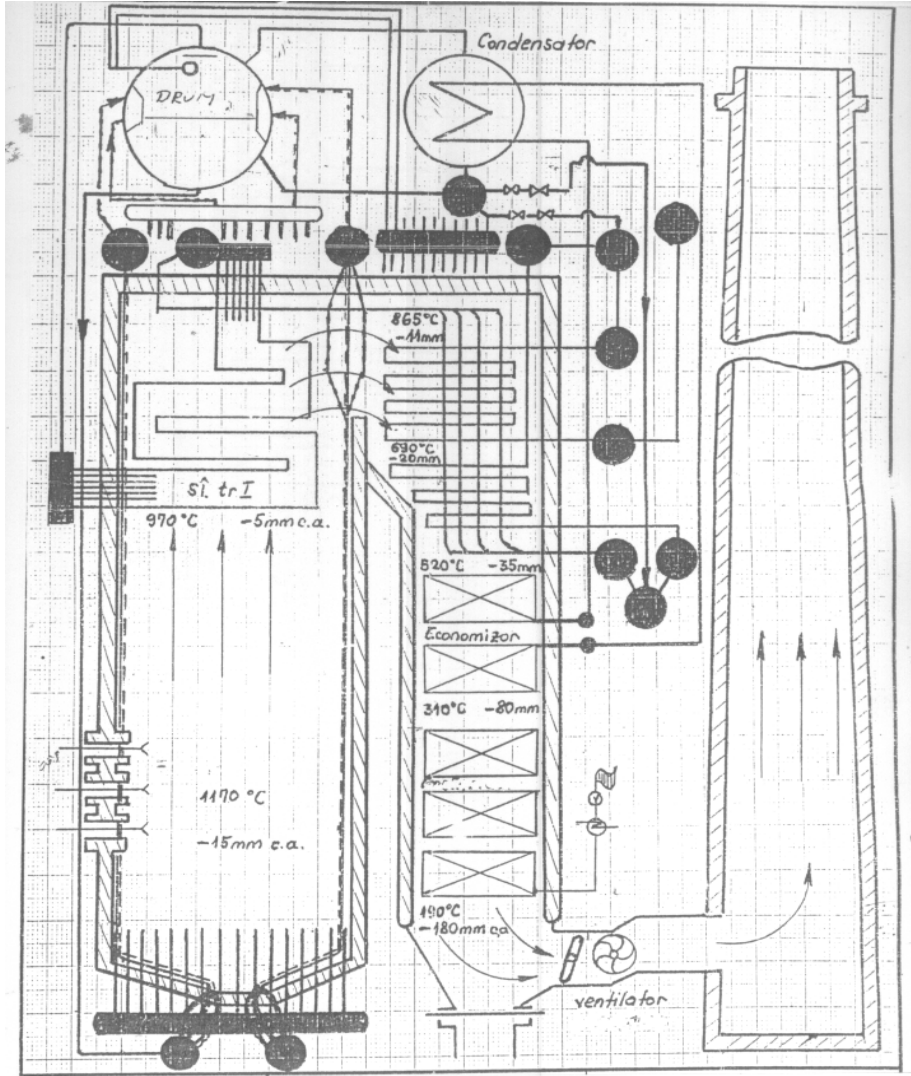 Condensator
DRUM
865°C
-11mm
690°C
-20mm
SÎ. tr I
970°C -5mm c.a.
520°C -35mm
Economizor
310°C -80mm
1170 °C
-15mm c.a.
190°C
-180mm c.a
ventilator